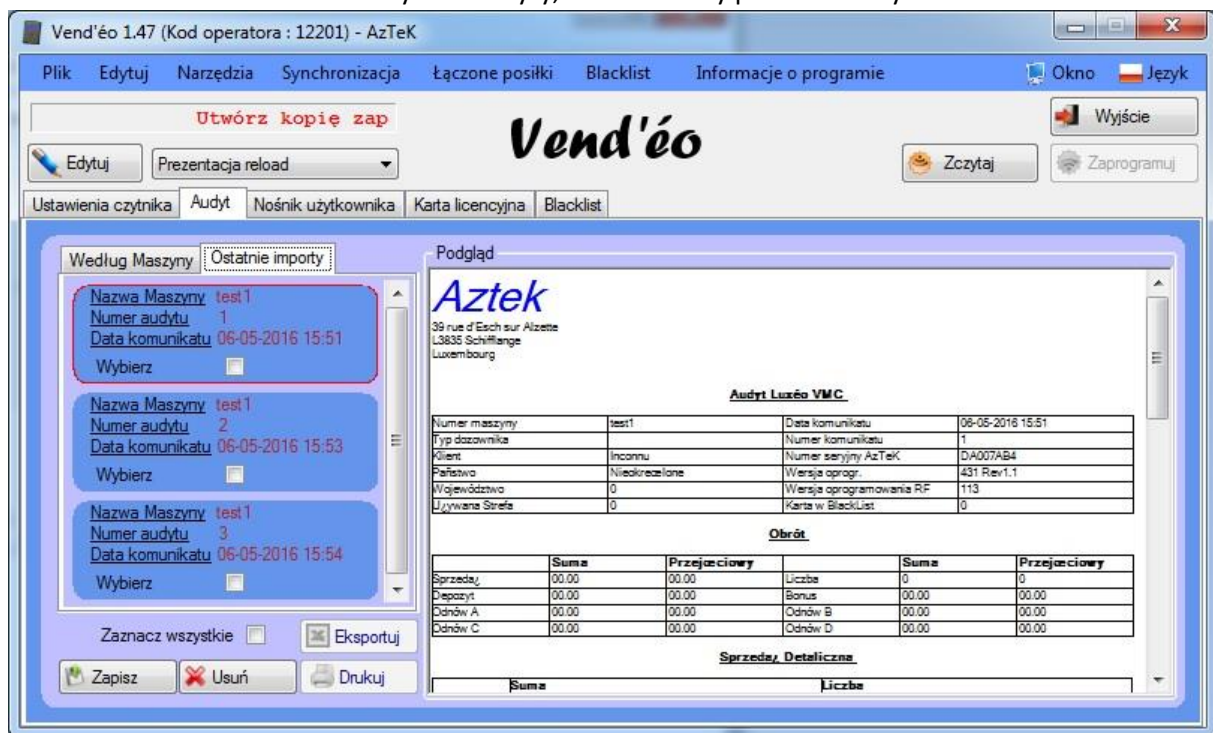 Vend'éo 1.47 (Kod operatora : 12201) - AzTeK
Plik Edytuj Narzędzia Synchronizacja Łączone posiłki Blacklist Informacje o programie Okno Język
Utwórz kopię zap
Vend'éo
Wyjście
Edytuj Prezentacja reload Zczytaj Zaprogramuj
Ustawienia czytnika Audyt Nośnik użytkownika Karta licencyjna Blacklist
Według Maszyny Ostatnie importy
Nazwa Maszyny test1
Numer audytu 1
Data komunikatu 06-05-2016 15:51
Wybierz
Nazwa Maszyny test1
Numer audytu 2
Data komunikatu 06-05-2016 15:53
Wybierz
Nazwa Maszyny test1
Numer audytu 3
Data komunikatu 06-05-2016 15:54
Wybierz
Zaznacz wszystkie Eksportuj
Zapisz Usuń Drukuj
Podgląd
Aztek
39 rue d'Esch sur Alzette
L3835 Schifflange
Luxembourg
Audyt Luxéo VMC
Numer maszyny test1 Data komunikatu 06-05-2016 15:51
Typ dozownika Numer komunikatu 1
Klient Inconnu Numer seryjny AzTeK DA007AB4
Państwo Nieokreœlone Wersja oprogr. 431 Rev1.1
Województwo 0 Wersja oprogramowania RF 113
U¿ywana Strefa 0 Karta w BlackList 0
Obrót
Suma Przejœciowy Suma Przejœciowy
Sprzeda¿ 00.00 00.00 Liczba 0 0
Depozyt 00.00 00.00 Bonus 00.00 00.00
Odnów A 00.00 00.00 Odnów B 00.00 00.00
Odnów C 00.00 00.00 Odnów D 00.00 00.00
Sprzeda¿ Detaliczna
Suma Liczba